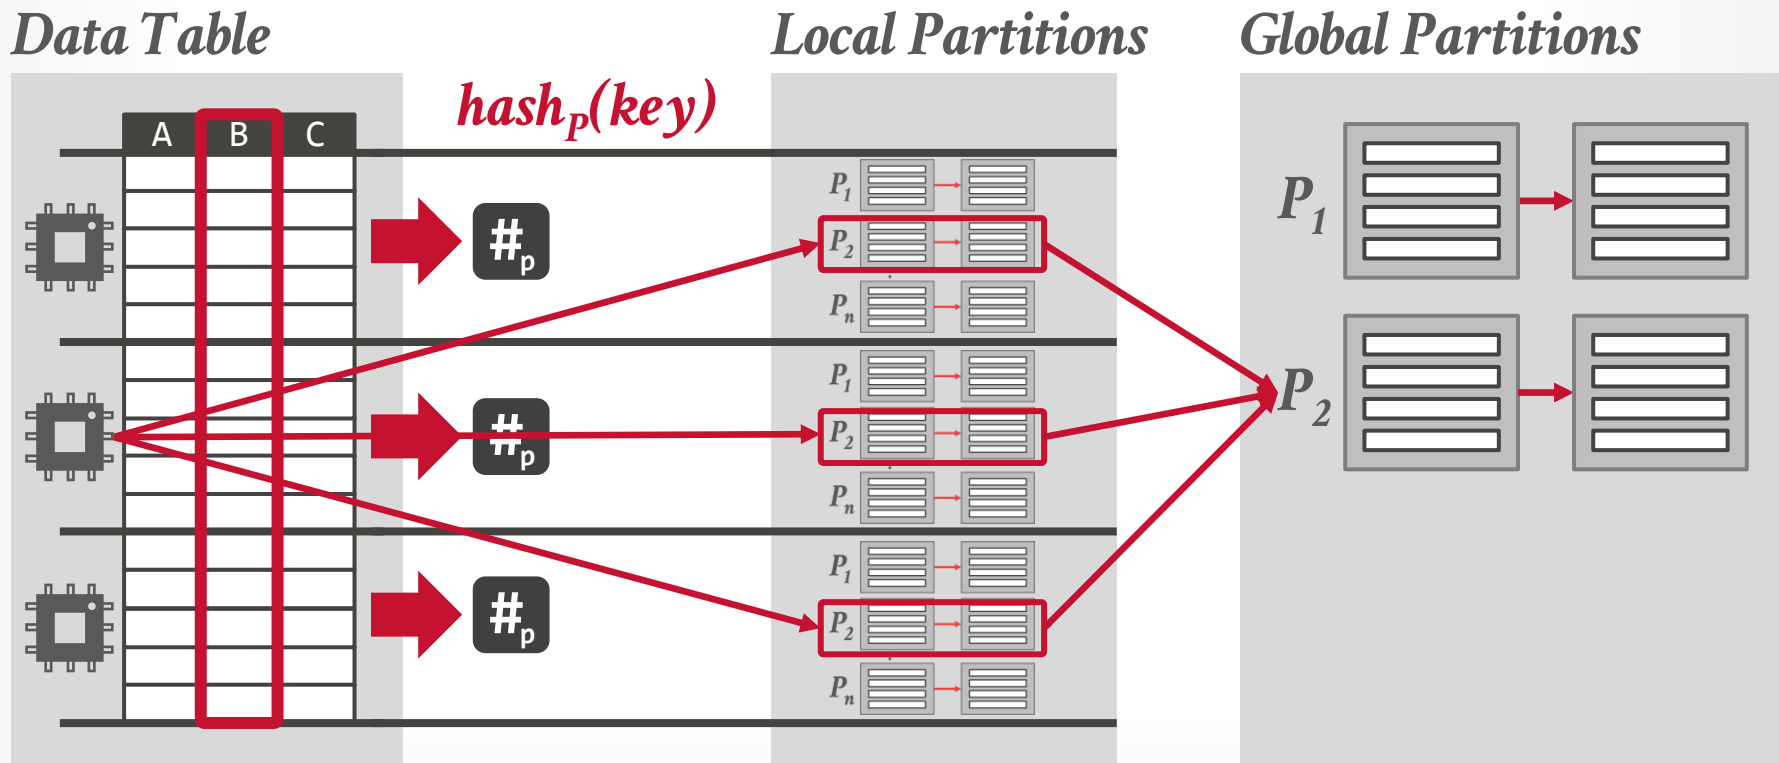 Data Table
Local Partitions
Global Partitions
hashP(key)
A B C
#p
#p
#p
P1
P2
Pn
P1
P2
Pn
P1
P2
Pn
P1
P2